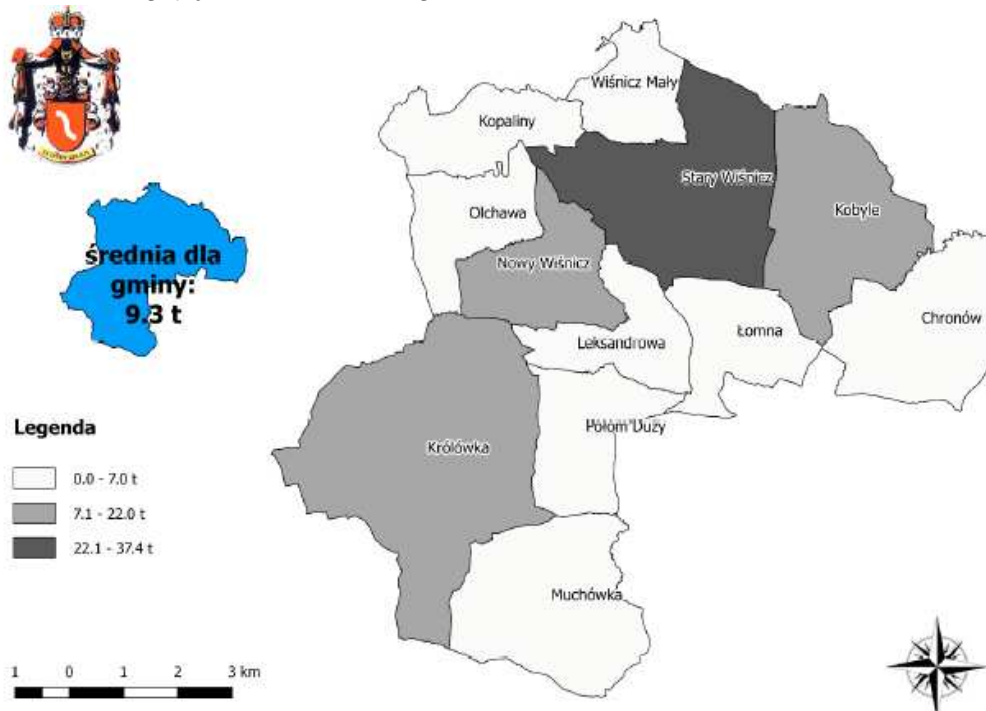 Wiśnicz Mały
Kopaliny
Stary Wiśnicz
Kobyle
Olchawa
Nowy Wiśnicz
Chronów
Łomna
Leksandrowa
Połom Duży
Królówka
Muchówka
średnia dla
gminy:
9.3 t
Legenda
0.0 - 7.0 t
7.1 - 22.0 t
22.1 - 37.4 t
1 0 1 2 3 km